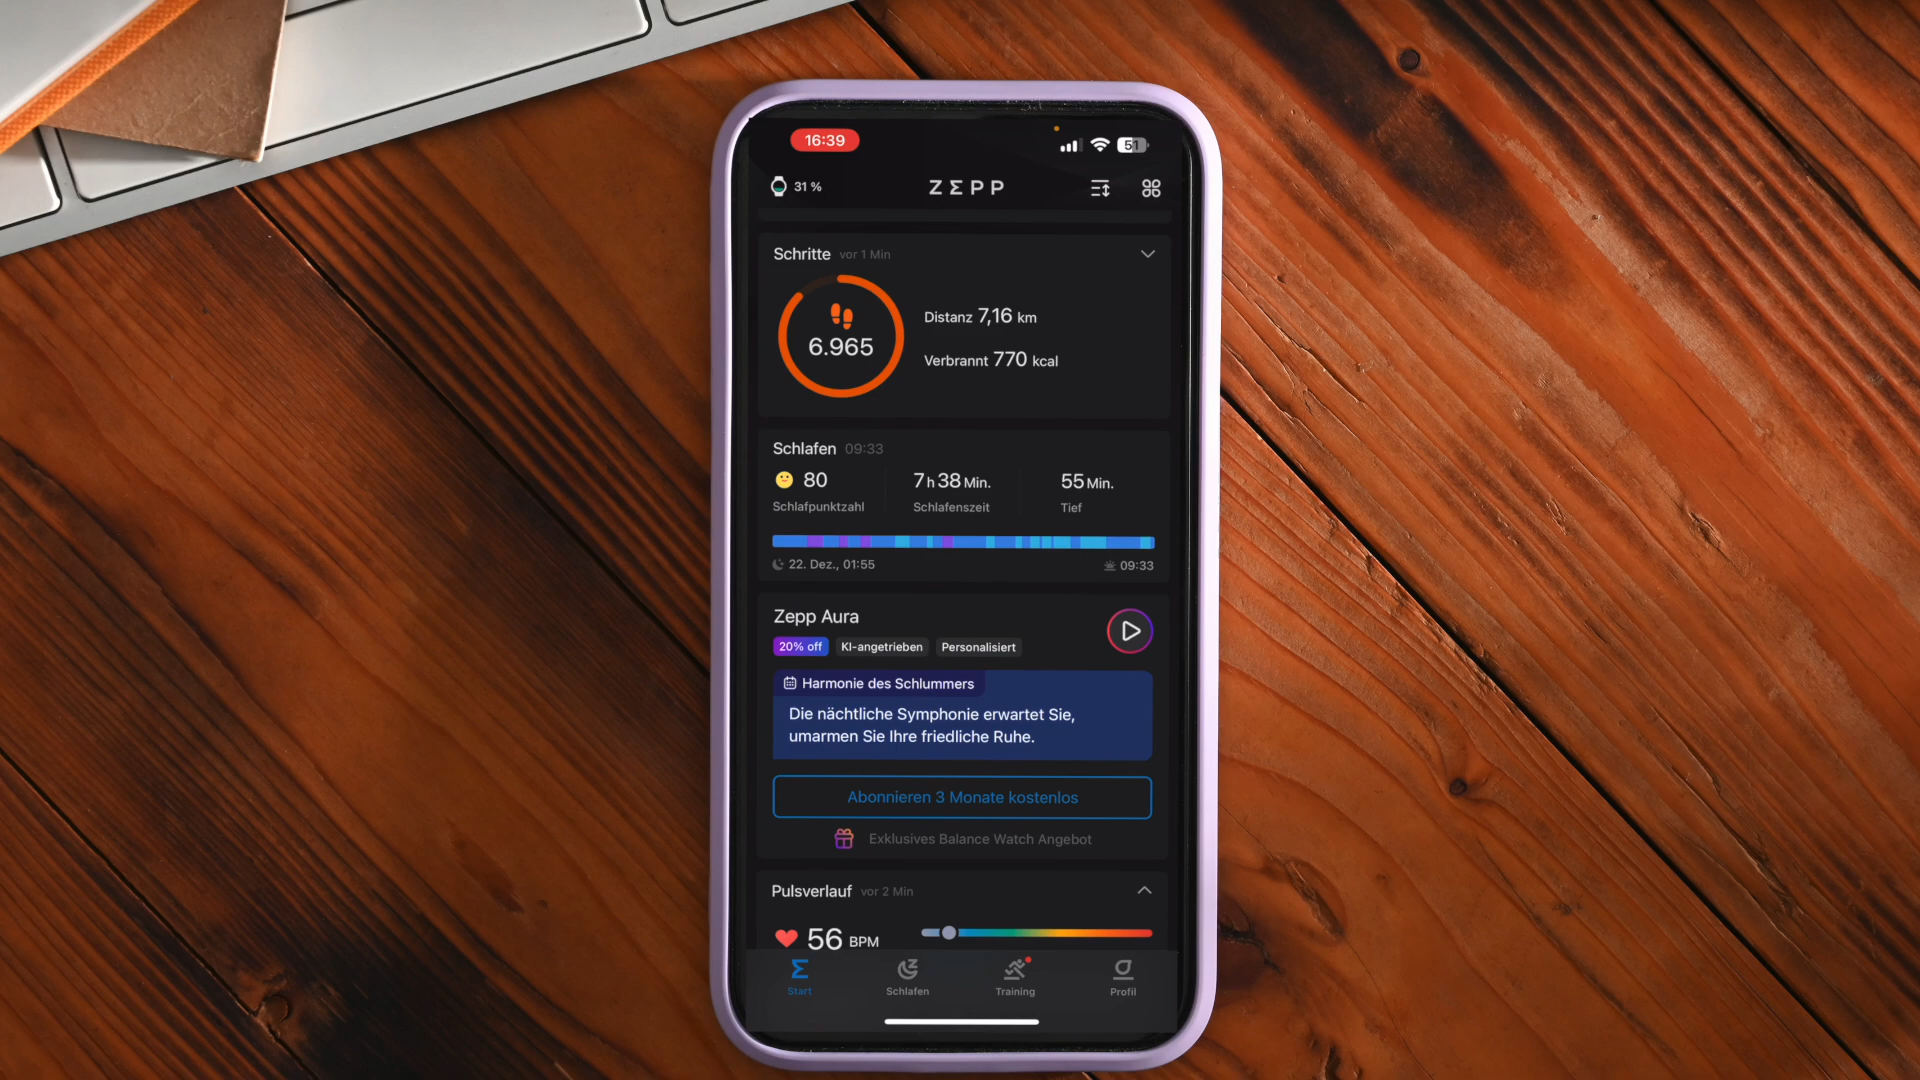 16:39
51
31 %
ZΣPP
Schritte vor 1 Min
6.965
Distanz 7,16 km
Verbrannt 770 kcal
Schlafen 09:33
80
7 h 38 Min.
55 Min.
Schlafpunktzahl
Schlafenszeit
Tief
22. Dez., 01:55
09:33
Zepp Aura
20% off
KI-angetrieben
Personalisiert
Harmonie des Schlummers
Die nächtliche Symphonie erwartet Sie,
umarmen Sie Ihre friedliche Ruhe.
Abonnieren 3 Monate kostenlos
Exklusives Balance Watch Angebot
Pulsverlauf vor 2 Min
56 BPM
Start
Schlafen
Training
Profil